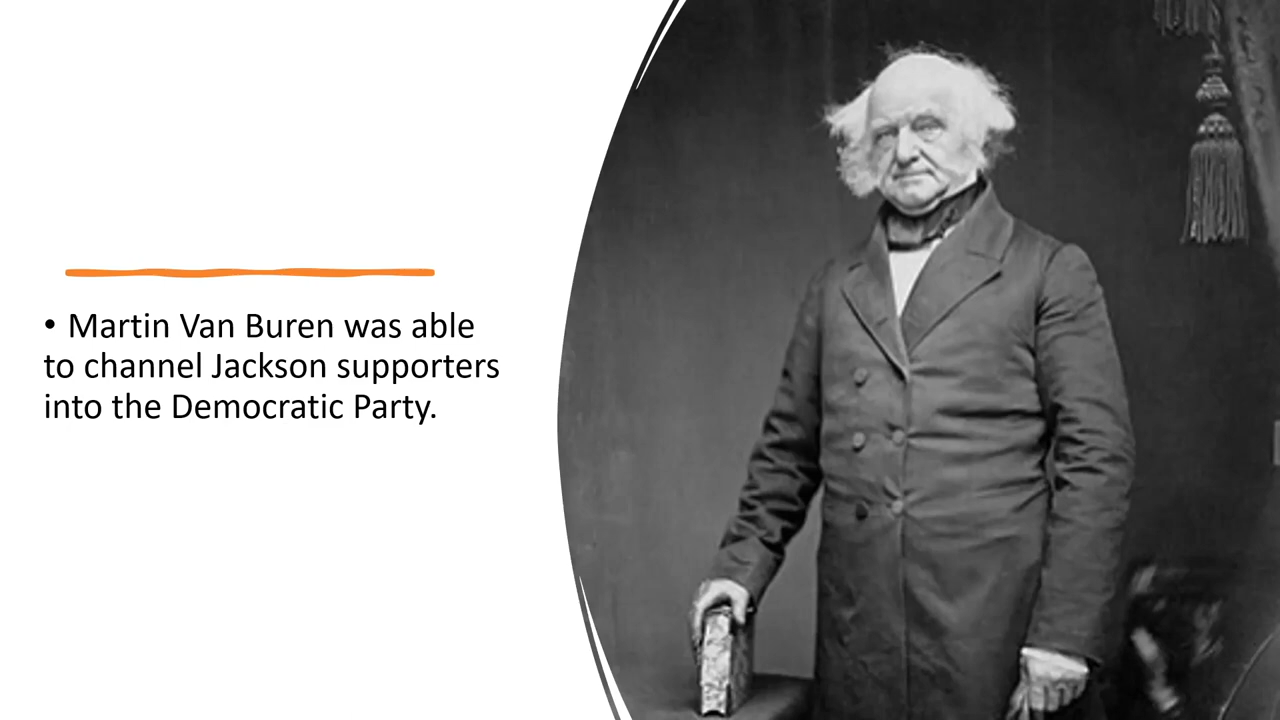 • Martin Van Buren was able
to channel Jackson supporters
into the Democratic Party.